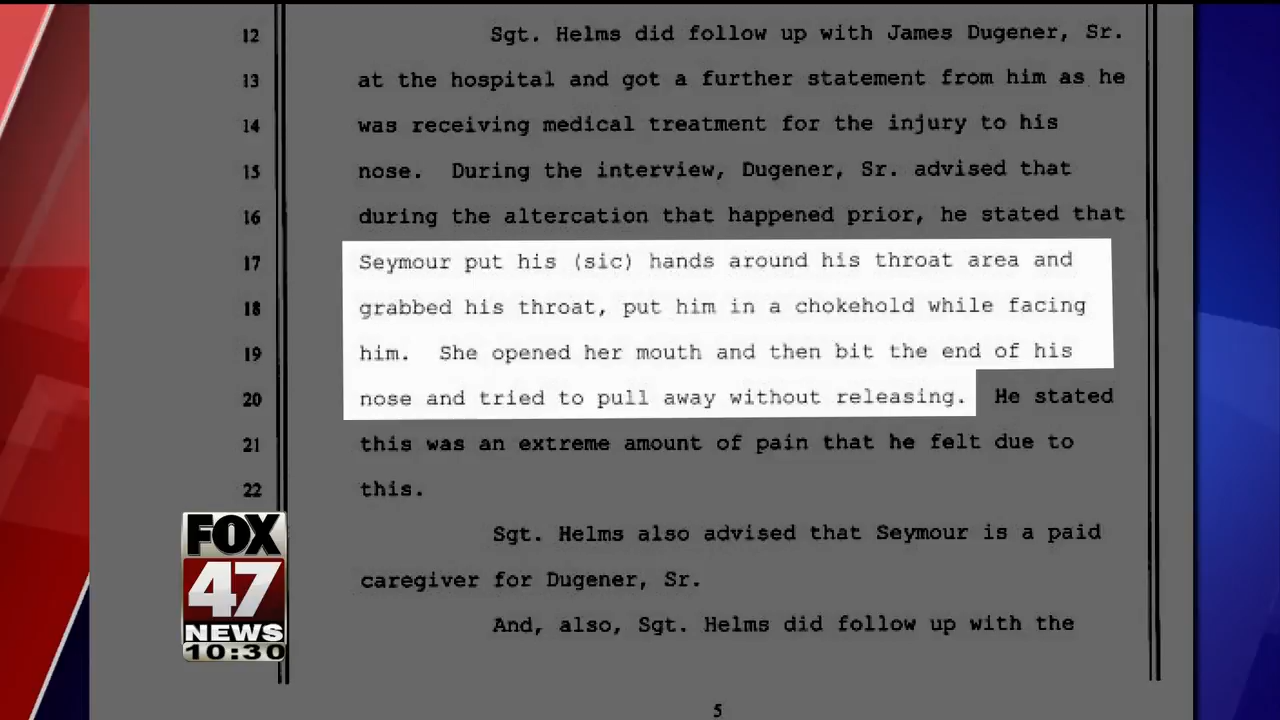 12 Sgt. Helms did follow up with James Dugener, Sr.
13 at the hospital and got a further statement from him as he
14 was receiving medical treatment for the injury to his
15 nose. During the interview, Dugener, Sr. advised that
16 during the altercation that happened prior, he stated that
17 Seymour put his (sic) hands around his throat area and
18 grabbed his throat, put him in a chokehold while facing
19 him. She opened her mouth and then bit the end of his
20 nose and tried to pull away without releasing. He stated
21 this was an extreme amount of pain that he felt due to
22 this.
Sgt. Helms also advised that Seymour is a paid
caregiver for Dugener, Sr.
And, also, Sgt. Helms did follow up with the
5
FOX
47
NEWS
10:30